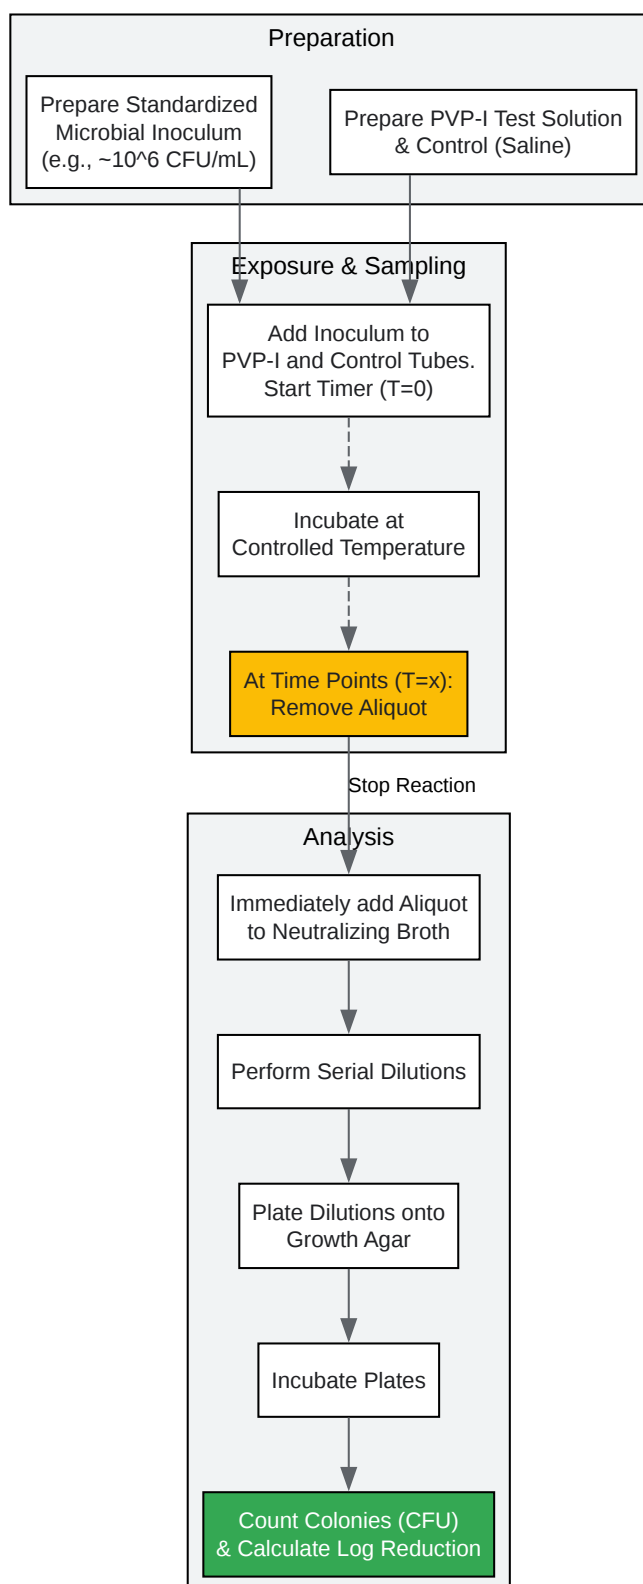 Preparation
Prepare Standardized
Microbial Inoculum
(e.g., ~10^6 CFU/mL)
Prepare PVP-I Test Solution
& Control (Saline)
Exposure & Sampling
Add Inoculum to
PVP-I and Control Tubes.
Start Timer (T=0)
Incubate at
Controlled Temperature
At Time Points (T=x):
Remove Aliquot
Stop Reaction
Analysis
Immediately add Aliquot
to Neutralizing Broth
Perform Serial Dilutions
Plate Dilutions onto
Growth Agar
Incubate Plates
Count Colonies (CFU)
& Calculate Log Reduction